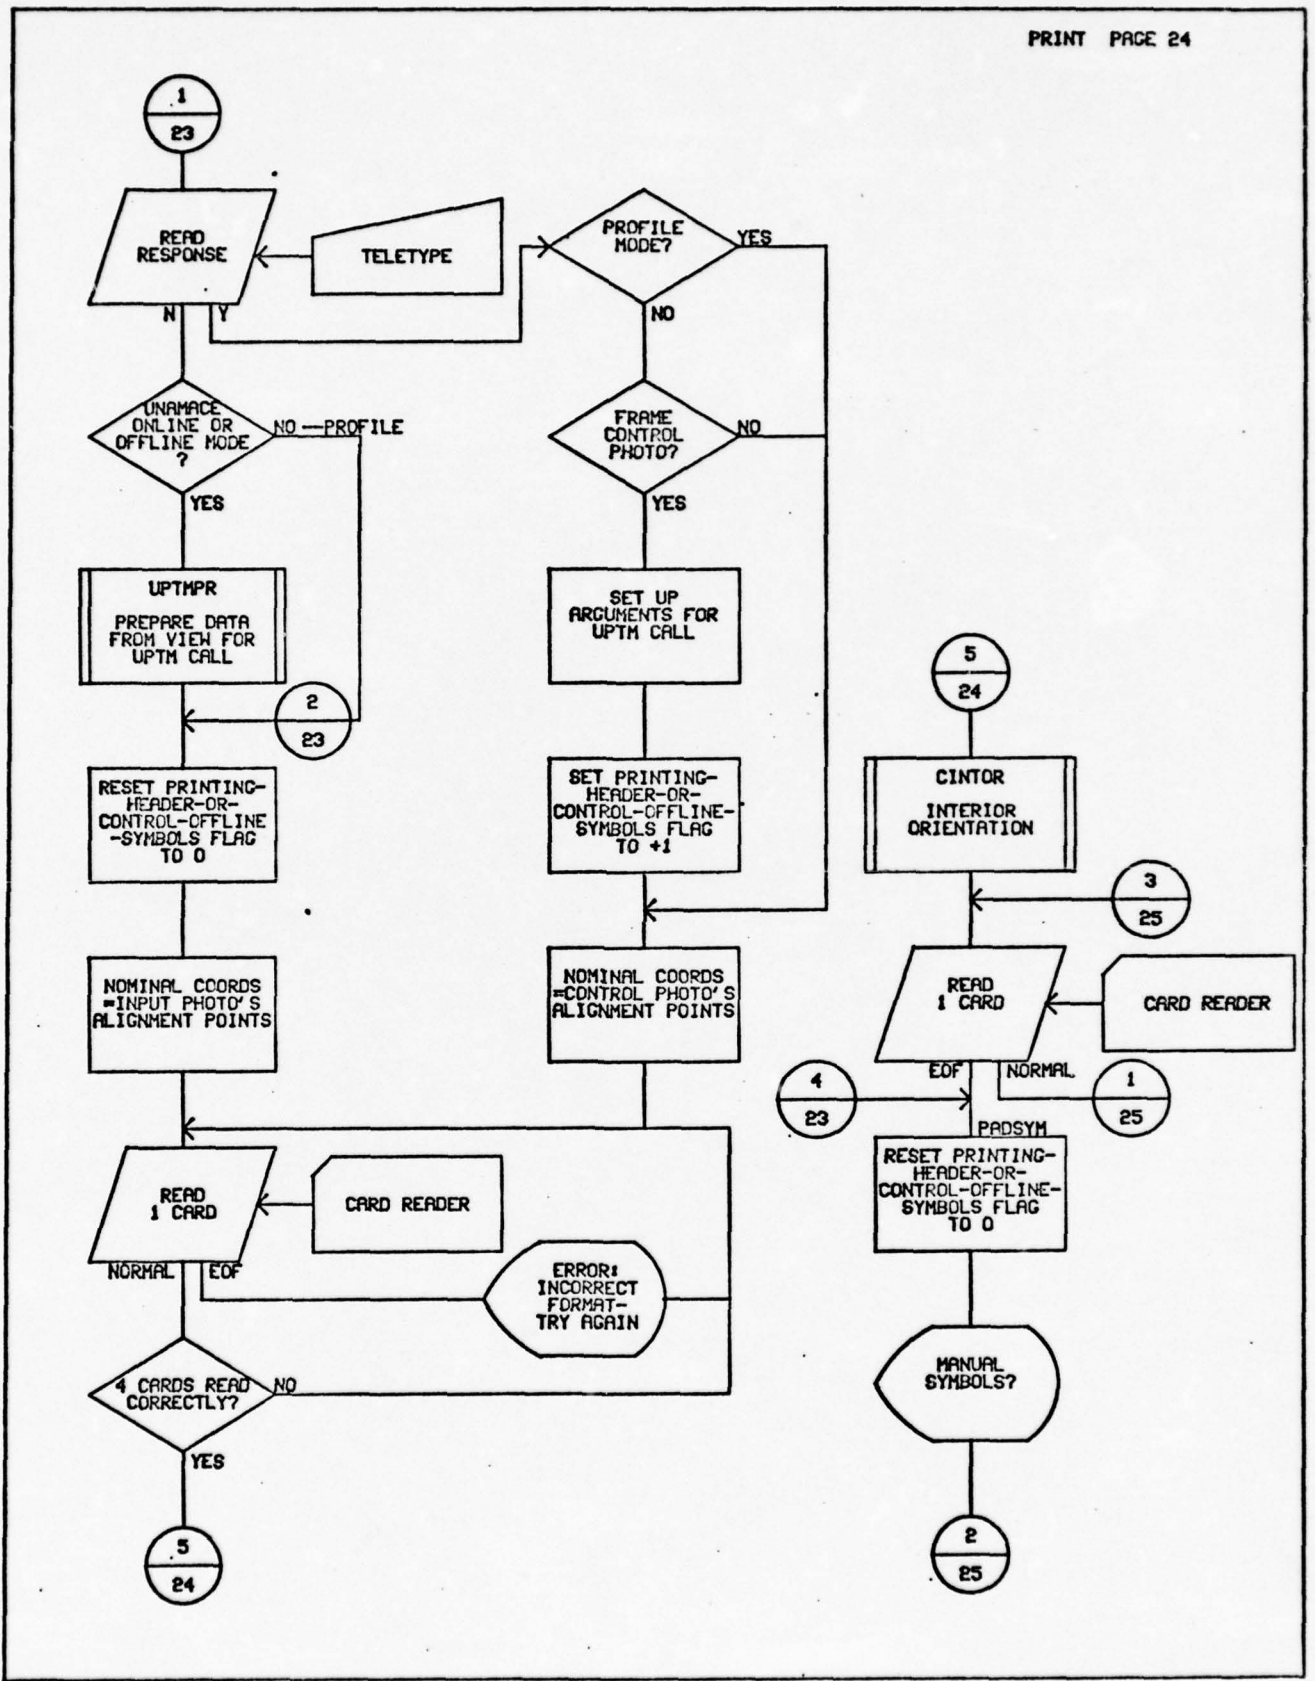 PRINT PAGE 24
1
23
READ
RESPONSE
TELETYPE
N
Y
PROFILE
MODE?
YES
NO
UNAMACE
ONLINE OR
OFFLINE MODE
?
NO —PROFILE
YES
FRAME
CONTROL
PHOTO?
NO
YES
UPTMPR
PREPARE DATA
FROM VIEW FOR
UPTM CALL
SET UP
ARGUMENTS FOR
UPTM CALL
2
23
RESET PRINTING-
HEADER-OR-
CONTROL-OFFLINE
-SYMBOLS FLAG
TO 0
SET PRINTING-
HEADER-OR-
CONTROL-OFFLINE-
SYMBOLS FLAG
TO +1
NOMINAL COORDS
=INPUT PHOTO'S
ALIGNMENT POINTS
NOMINAL COORDS
=CONTROL PHOTO'S
ALIGNMENT POINTS
READ
1 CARD
CARD READER
NORMAL
EOF
ERROR:
INCORRECT
FORMAT-
TRY AGAIN
4 CARDS READ
CORRECTLY?
NO
YES
5
24
5
24
CINTOR
INTERIOR
ORIENTATION
3
25
READ
1 CARD
CARD READER
EOF
NORMAL
4
23
1
25
PADSYM
RESET PRINTING-
HEADER-OR-
CONTROL-OFFLINE-
SYMBOLS FLAG
TO 0
MANUAL
SYMBOLS?
2
25